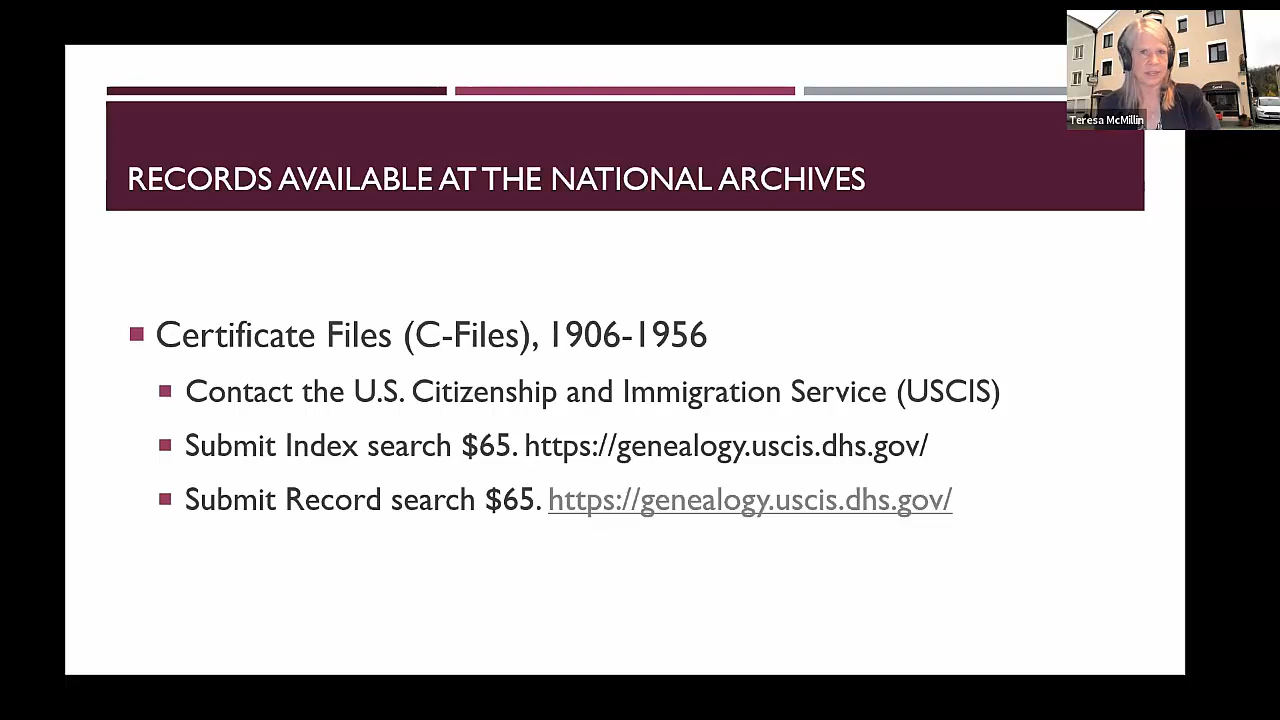 RECORDS AVAILABLE AT THE NATIONAL ARCHIVES
Certificate Files (C-Files), 1906-1956
Contact the U.S. Citizenship and Immigration Service (USCIS)
Submit Index search $65. https://genealogy.uscis.dhs.gov/
Submit Record search $65. https://genealogy.uscis.dhs.gov/
Teresa McMillin